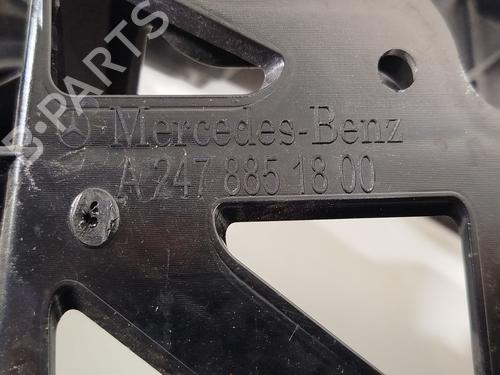 B-PARTS
Mercedes-Benz
A 247 885 18 00